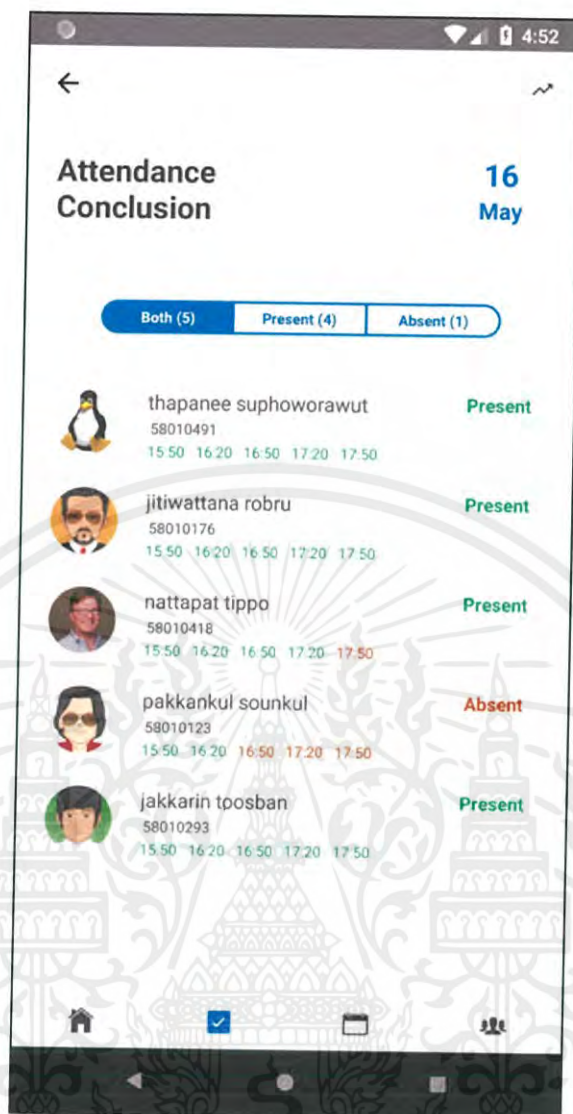 4:52
Attendance
Conclusion
16
May
Both (5) Present (4) Absent (1)
thapanee suphoworawut Present
58010491
15:50 16:20 16:50 17:20 17:50
jitiwattana robru Present
58010176
15:50 16:20 16:50 17:20 17:50
nattapat tippo Present
58010418
15:50 16:20 16:50 17:20 17:50
pakkankul sounkul Absent
58010123
15:50 16:20 16:50 17:20 17:50
jakkarin tposban Present
58010293
15:50 16:20 16:50 17:20 17:50